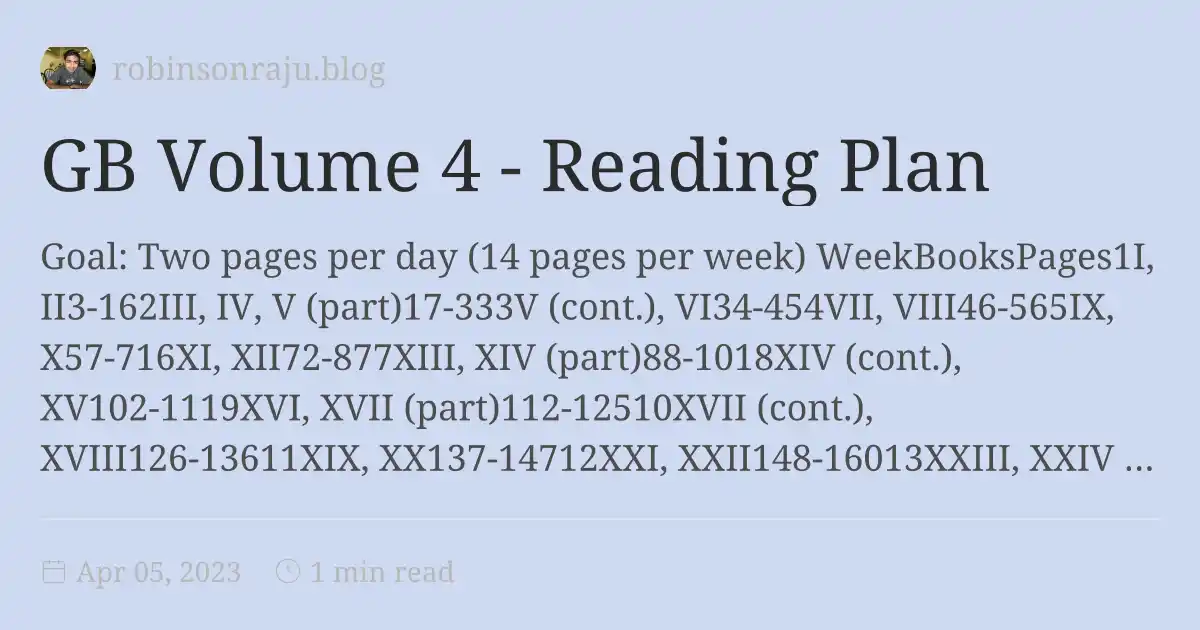 robinsonraju.blog
GB Volume 4 - Reading Plan
Goal: Two pages per day (14 pages per week) WeekBooksPages1I,
II3-162III, IV, V (part)17-333V (cont.), VI34-454VII, VIII46-565IX,
X57-716XI, XII72-877XIII, XIV (part)88-1018XIV (cont.),
XV102-1119XVI, XVII (part)112-12510XVII (cont.),
XVIII126-13611XIX, XX137-14712XXI, XXII148-16013XXIII, XXIV ...
Apr 05, 2023 1 min read